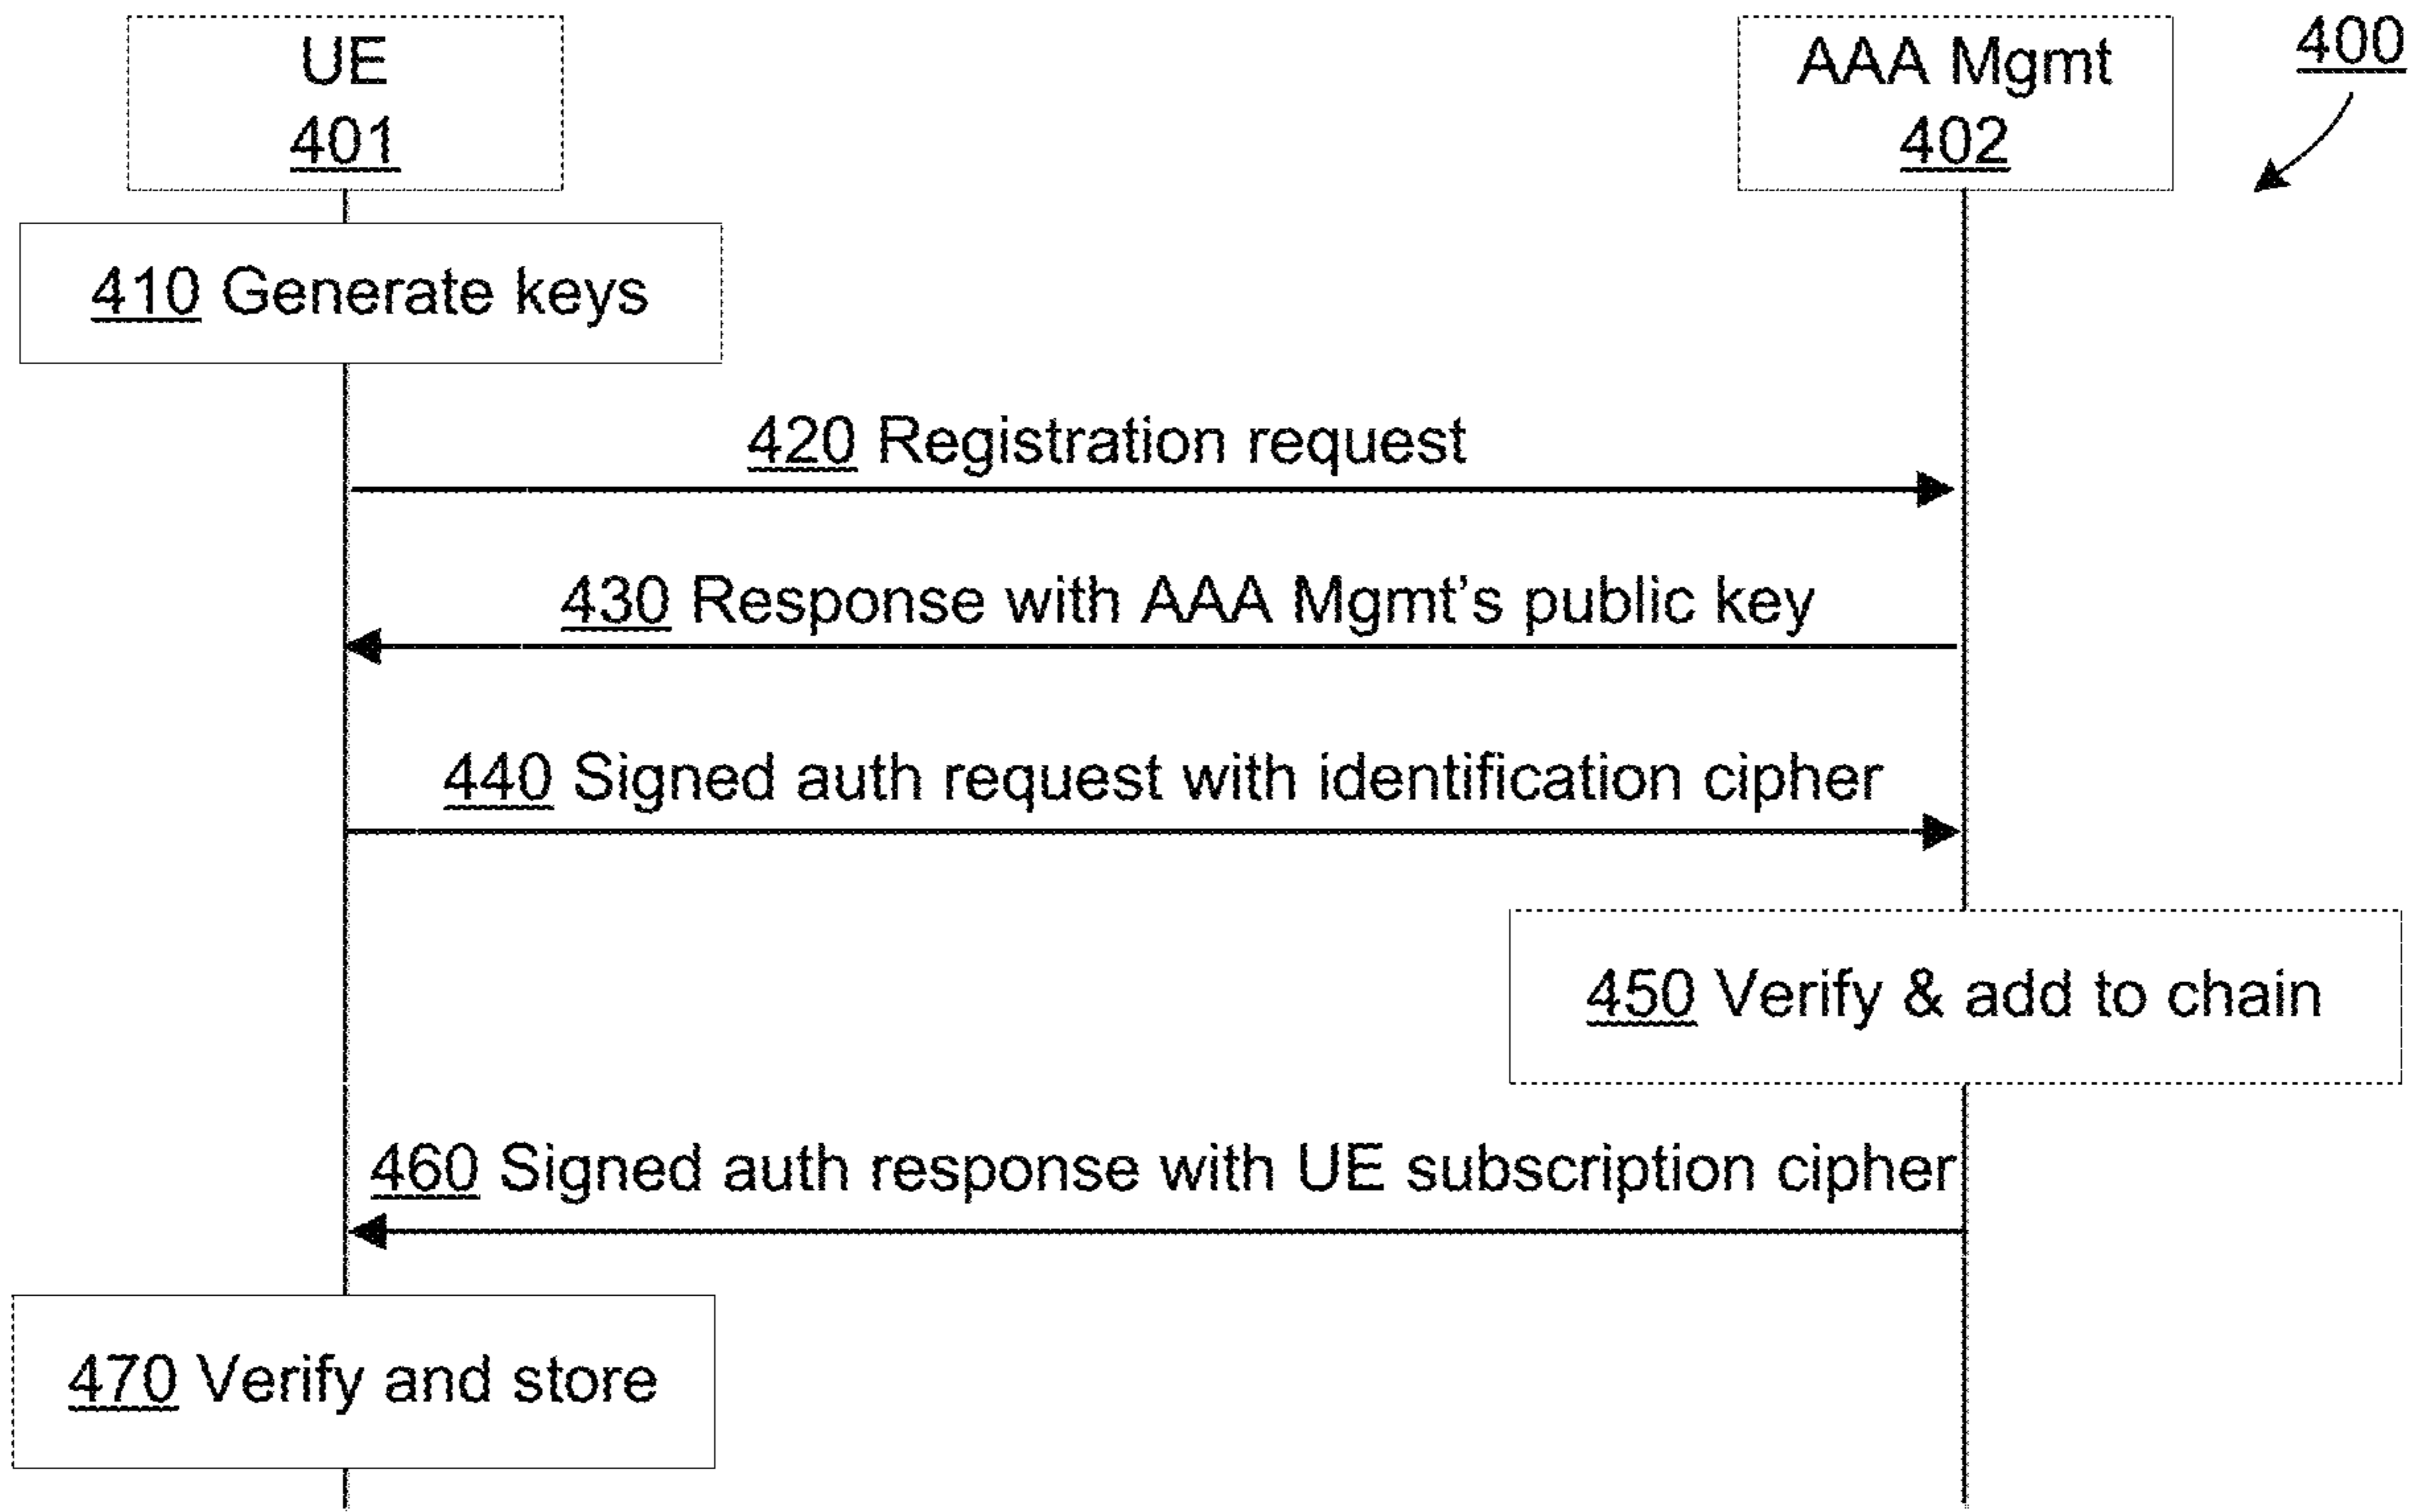 UE
401
AAA Mgmt
402
400
410 Generate keys
420 Registration request
430 Response with AAA Mgmt's public key
440 Signed auth request with identification cipher
450 Verify & add to chain
460 Signed auth response with UE subscription cipher
470 Verify and store